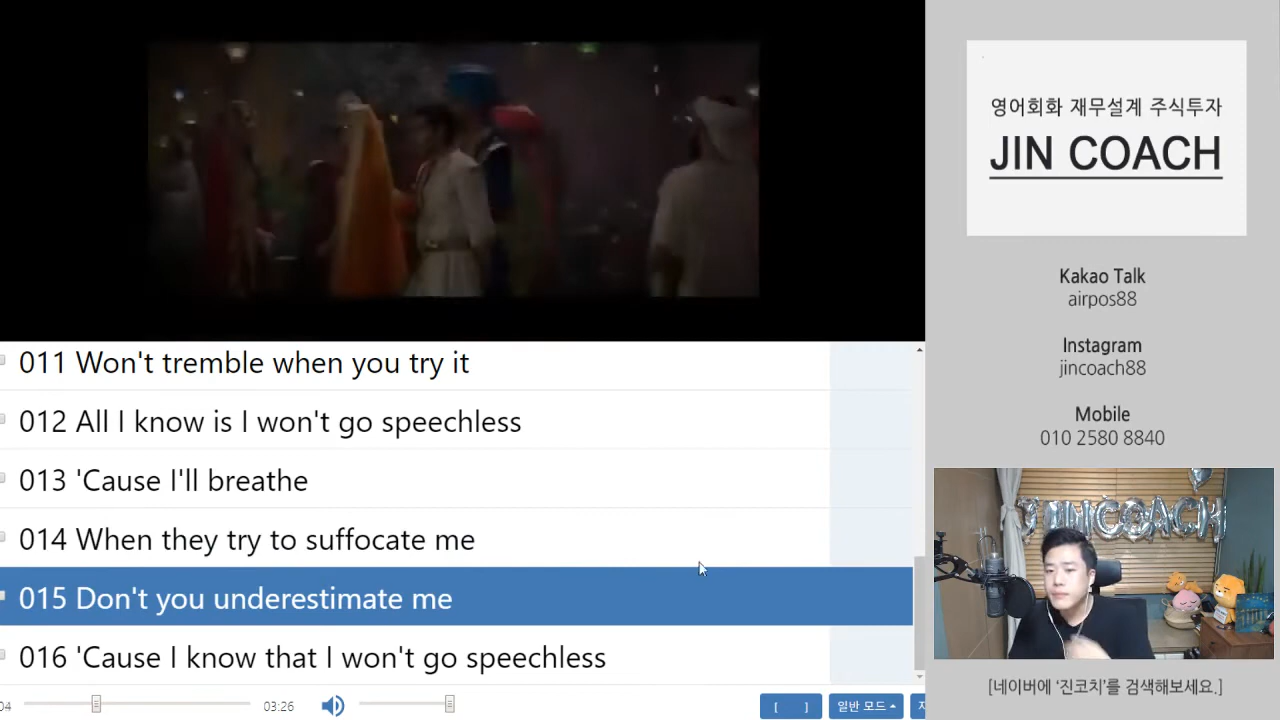 영어회화 재무설계 주식투자
JIN COACH
Kakao Talk
airpos88
Instagram
jincoach88
Mobile
010 2580 8840
JINCOACH
[네이버에 '진코치'를 검색해보세요.]
011 Won't tremble when you try it
012 All I know is I won't go speechless
013 'Cause I'll breathe
014 When they try to suffocate me
015 Don't you underestimate me
016 'Cause I know that I won't go speechless
04
03:26
[ ]
일반 모드